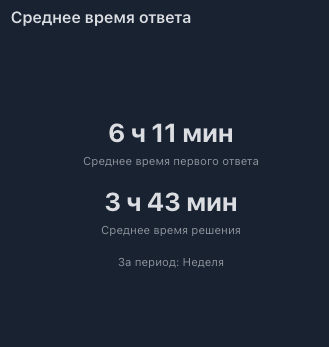 Среднее время ответа
6 ч 11 мин
Среднее время первого ответа
3 ч 43 мин
Среднее время решения
За период: Неделя